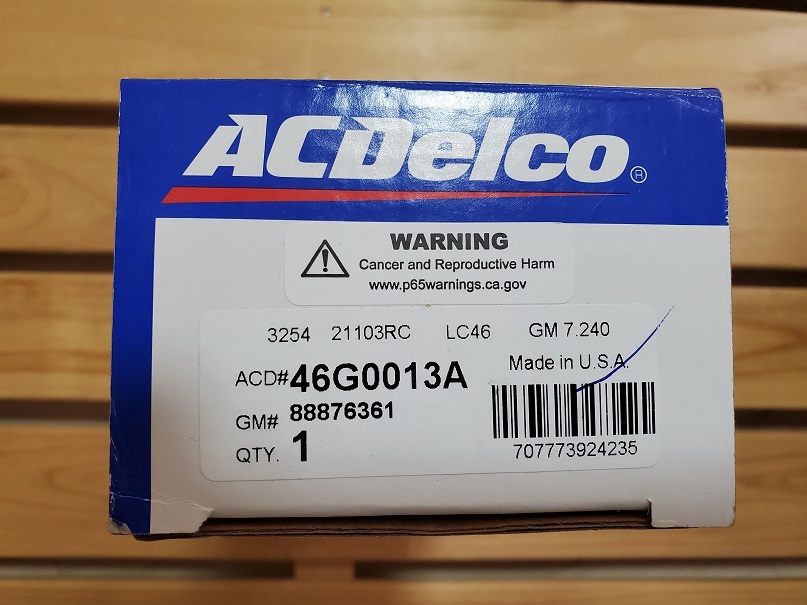 ACDelco®
WARNING
Cancer and Reproductive Harm
www.p65warnings.ca.gov
3254 21103RC LC46 GM 7.240
Made in U.S.A.
ACD# 46G0013A
GM# 88876361
QTY. 1
707773924235